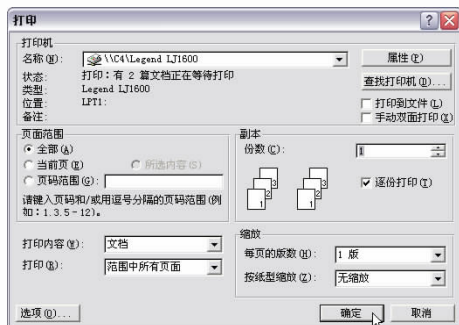 打印
打印机
名称(N): \\C4\Legend LJ1600
属性(P)
状态: 打印：有 2 篇文档正在等待打印
查找打印机(D)...
类型: Legend LJ1600
位置: LPT1:
打印到文件(L)
备注:
手动双面打印(X)
页面范围
全部(A)
当前页(E) 所选内容(S)
页码范围(G):
请键入页码和/或用逗号分隔的页码范围(例
如：1.3.5-12)。
副本
份数(C): 1
逐份打印(T)
打印内容(W): 文档
打印(R): 范围中所有页面
缩放
每页的版数(H): 1 版
按纸型缩放(Z): 无缩放
选项(O)...
确定
取消